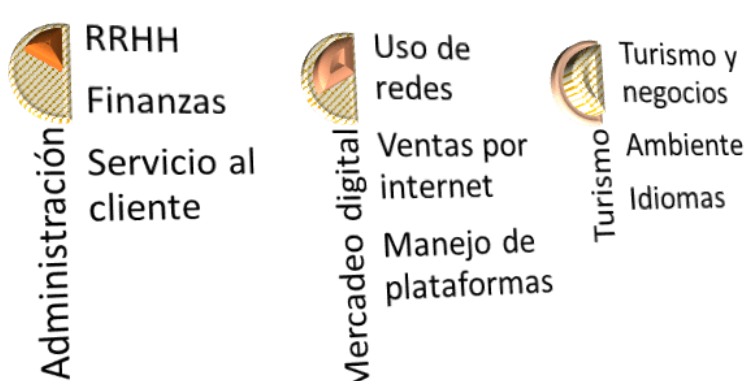 Administración
RRHH
Finanzas
Servicio al
cliente
Mercadeo digital
Uso de
redes
Ventas por
internet
Manejo de
plataformas
Turismo
Turismo y
negocios
Ambiente
Idiomas